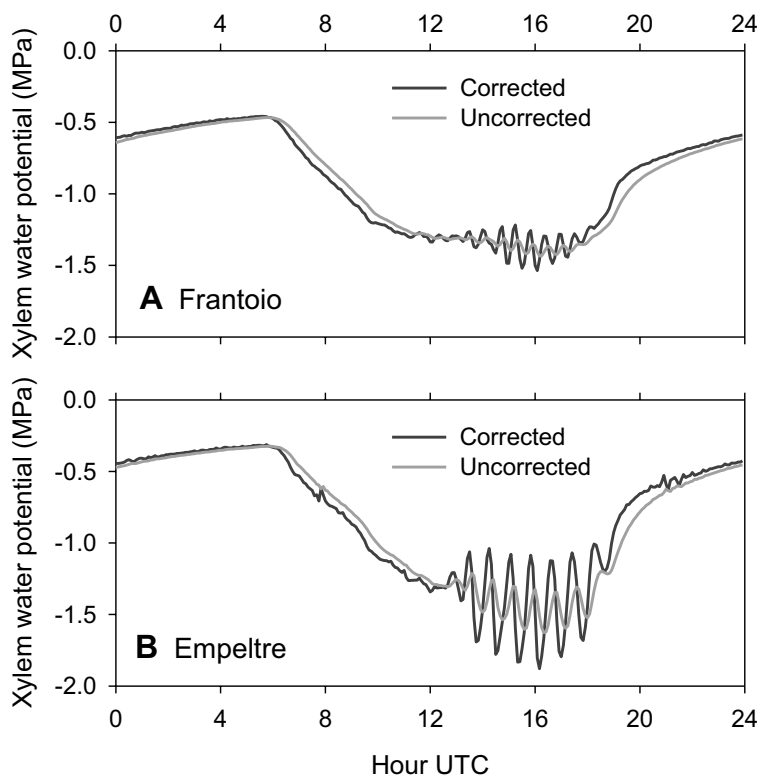 0 4 8 12 16 20 24
Xylem water potential (MPa)
0.0
-0.5
-1.0
-1.5
-2.0
Corrected
Uncorrected
A Frantoio
Xylem water potential (MPa)
0.0
-0.5
-1.0
-1.5
-2.0
Corrected
Uncorrected
B Empeltre
0 4 8 12 16 20 24
Hour UTC